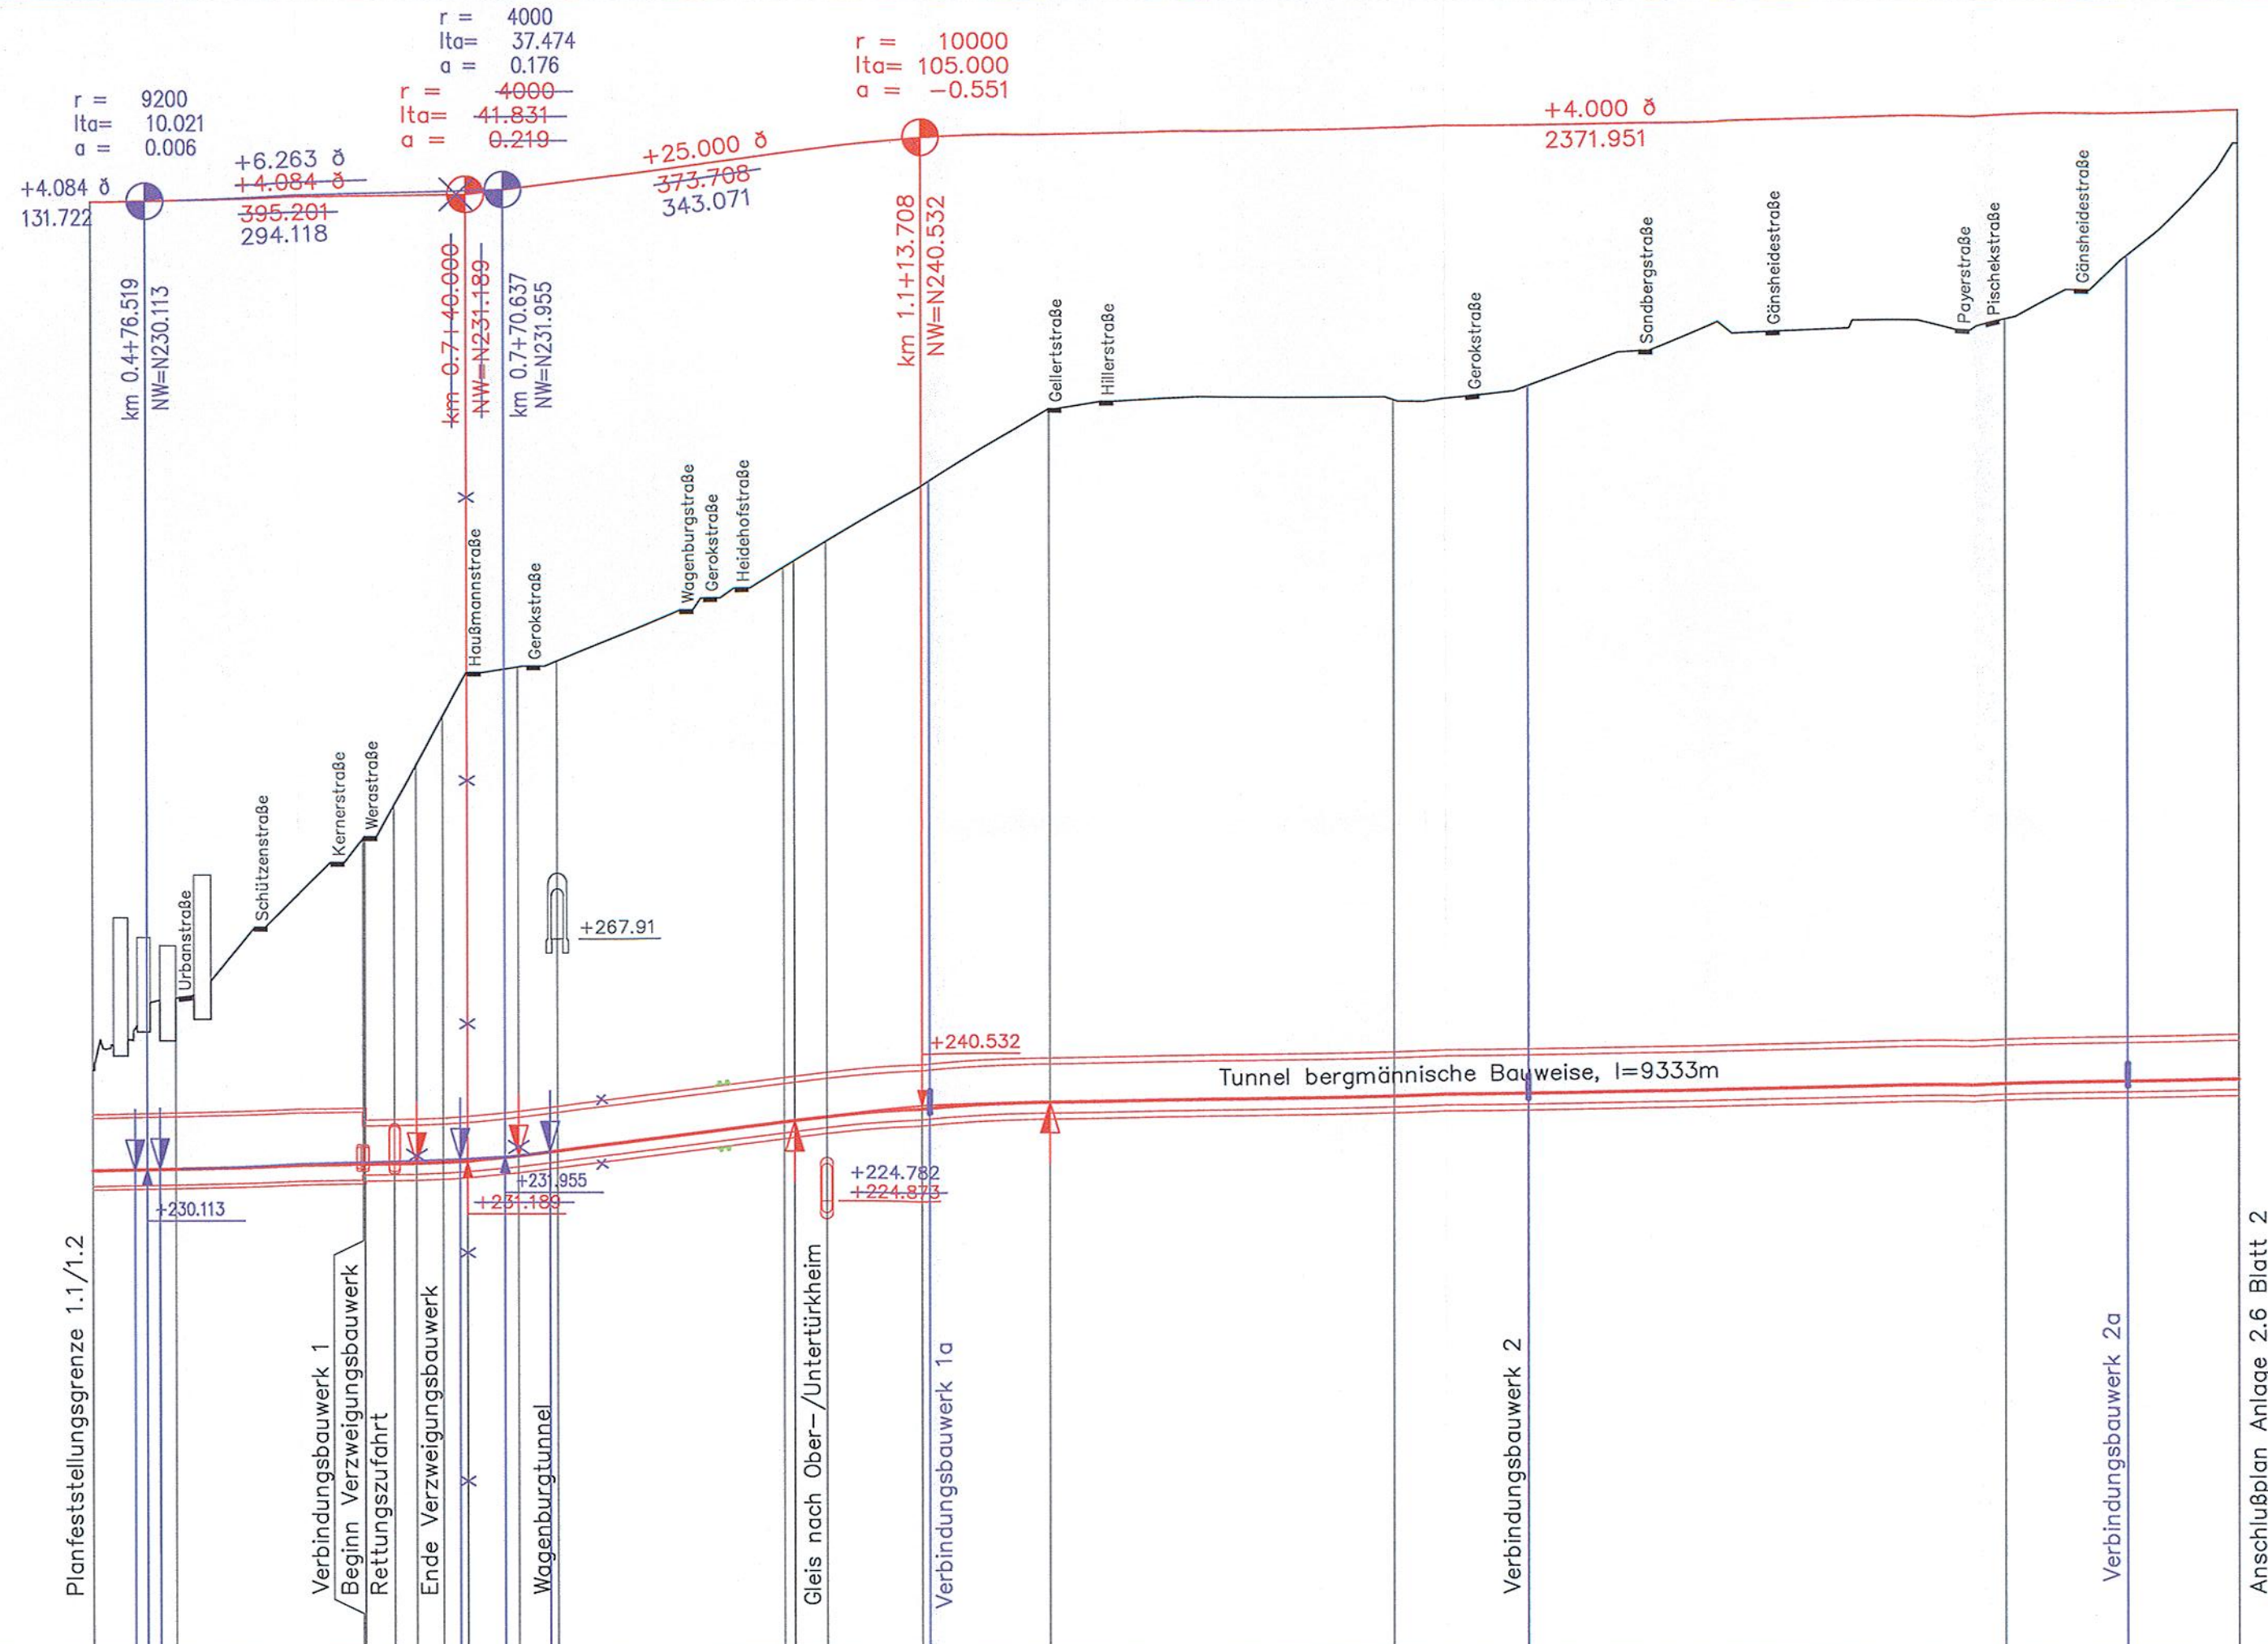 r = 4000
lta= 37.474
a = 0.176
r = 4000
lta= 41.831
a = 0.219
r = 10000
lta= 105.000
a = -0.551
r = 9200
lta= 10.021
a = 0.006
+4.084 ð
131.722
+6.263 ð
+4.084 ð
395.201
294.118
+25.000 ð
373.708
343.071
+4.000 ð
2371.951
km 0.4+76.519
NW=N230.113
km 0.7+40.000
NW=N231.189
km 0.7+70.637
NW=N231.955
km 1.1+13.708
NW=N240.532
Urbanstraße
Schützenstraße
Kernerstraße
Werastraße
Haußmannstraße
Gerokstraße
Wagenburgstraße
Gerokstraße
Heidehofstraße
Gellertstraße
Hillerstraße
Gerokstraße
Sandbergstraße
Gänsheidestraße
Payerstraße
Pischekstraße
Gänsheidestraße
+267.91
+240.532
Tunnel bergmännische Bauweise, l=9333m
+230.113
+231.955
+231.189
+224.782
+224.873
Planfeststellungsgrenze 1.1/1.2
Verbindungsbauwerk 1
Beginn Verzweigungsbauwerk
Rettungszufahrt
Ende Verzweigungsbauwerk
Wagenburgtunnel
Gleis nach Ober-/Untertürkheim
Verbindungsbauwerk 1a
Verbindungsbauwerk 2
Verbindungsbauwerk 2a
Anschlußplan Anlage 2.6 Blatt 2